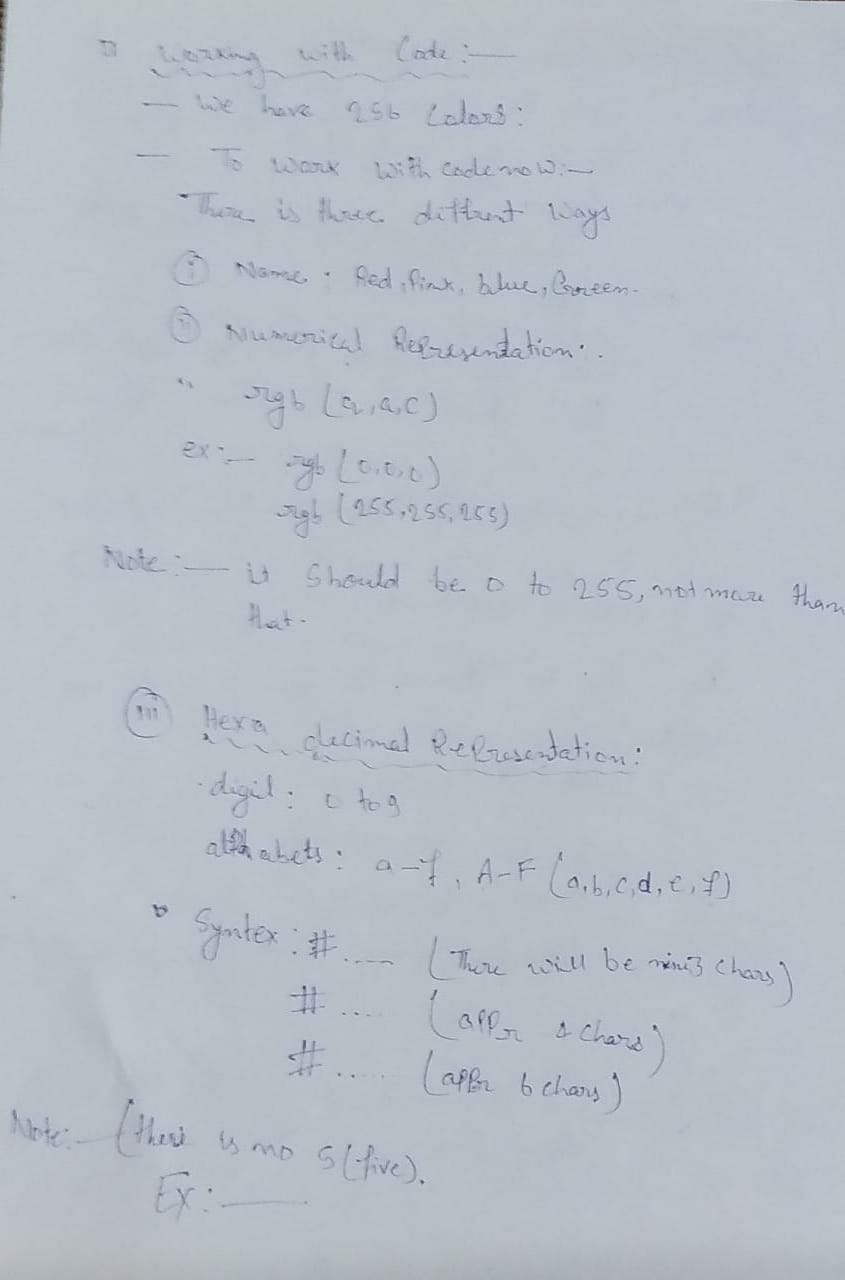 Working with Code:—
— We have 256 Colors:
— To work with code now:—
There is three different ways
(i) Name : Red, Pink, blue, Green.
(ii) Numerical Representation:.
rgb (a,a,c)
ex:— rgb (0,0,0)
rgb (255,255,255)
Note:— it should be 0 to 255, not more than
that.
(iii) Hexa decimal Representation:
digit: 0 to 9
alphabets: a-f, A-F (a,b,c,d,e,f)
Syntex: #..... (There will be mini3 chars)
# .... (appr 4 chars)
# ..... (appr 6 chars)
Note:— (there is no 5(five).
Ex:—